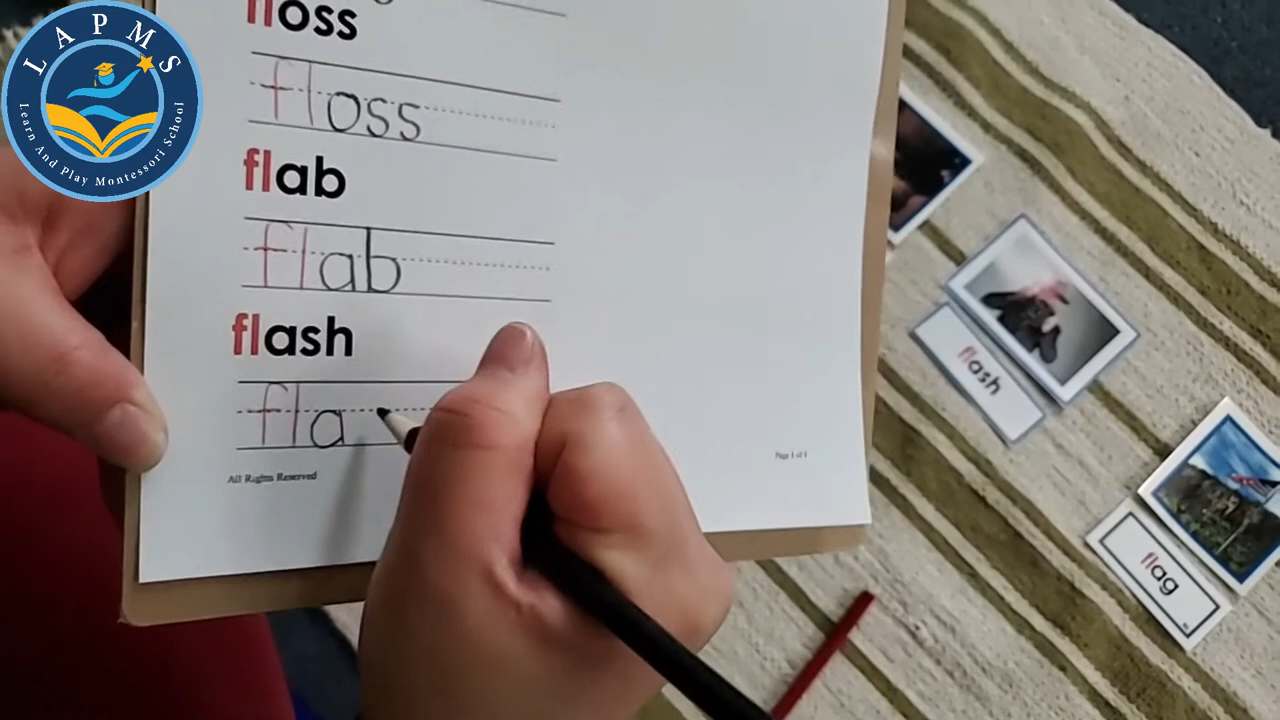 LAPMS
Learn And Play Montessori School
floss
floss
flab
flab
flash
fla
All Rights Reserved
Page 1 of 1
flash
flag